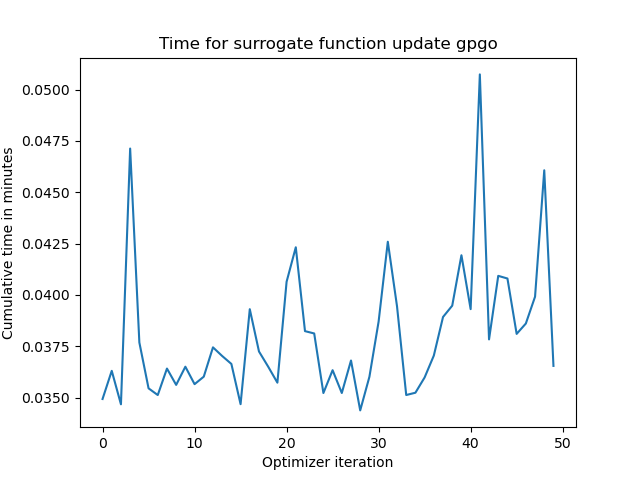 Time for surrogate function update gpgo
Cumulative time in minutes
0.0500
0.0475
0.0450
0.0425
0.0400
0.0375
0.0350
0 10 20 30 40 50
Optimizer iteration